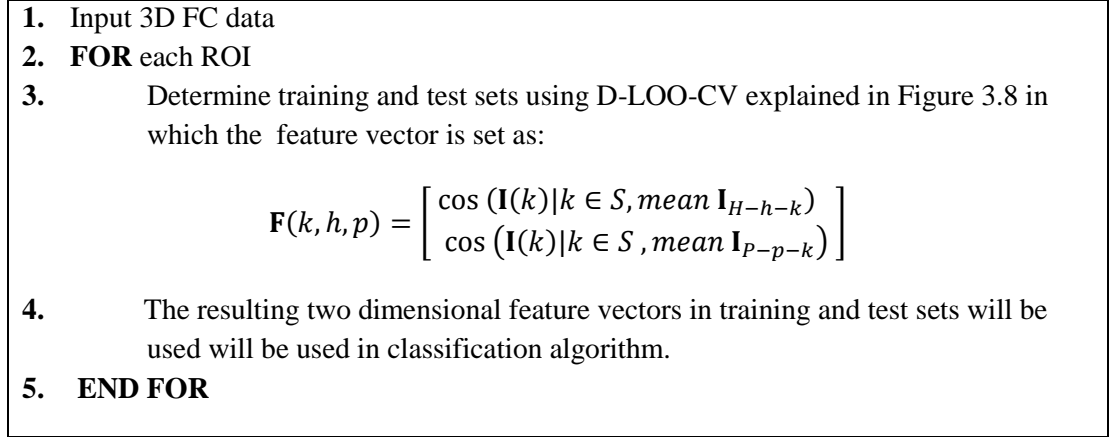 1. Input 3D FC data
2. FOR each ROI
3. Determine training and test sets using D-LOO-CV explained in Figure 3.8 in
which the feature vector is set as:
𝐅(𝑘, ℎ, 𝑝) = [ cos (𝐈(𝑘)|𝑘 ∈ 𝑆, 𝑚𝑒𝑎𝑛 𝐈_{𝐻−ℎ−𝑘})
cos (𝐈(𝑘)|𝑘 ∈ 𝑆 , 𝑚𝑒𝑎𝑛 𝐈_{𝑃−𝑝−𝑘}) ]
4. The resulting two dimensional feature vectors in training and test sets will be
used will be used in classification algorithm.
5. END FOR